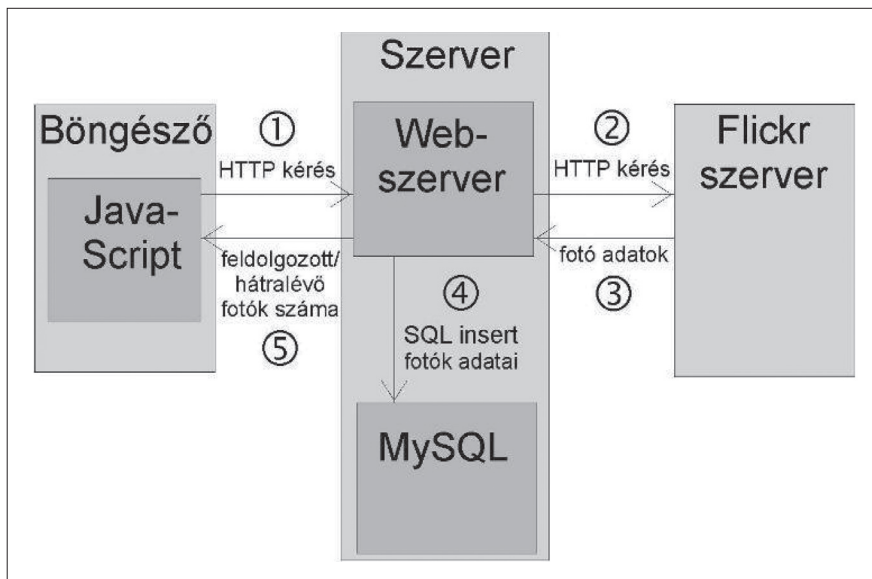 Szerver
Böngésző
Java-
Script
①
HTTP kérés
Web-
szerver
②
HTTP kérés
Flickr
szerver
feldolgozott/
hátralévő
fotók száma
⑤
④
SQL insert
fotók adatai
fotó adatok
③
MySQL